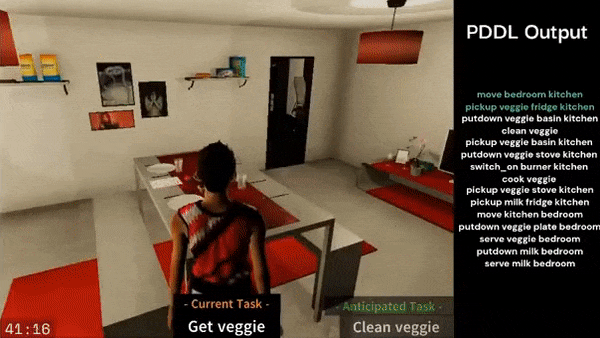 PDDL Output
move bedroom kitchen
pickup veggie fridge kitchen
putdown veggie basin kitchen
clean veggie
pickup veggie basin kitchen
putdown veggie stove kitchen
switch_on burner kitchen
cook veggie
pickup veggie stove kitchen
pickup milk fridge kitchen
move kitchen bedroom
putdown veggie plate bedroom
serve veggie bedroom
putdown milk bedroom
serve milk bedroom
- Current Task -
Get veggie
- Anticipated Task -
Clean veggie
41:16